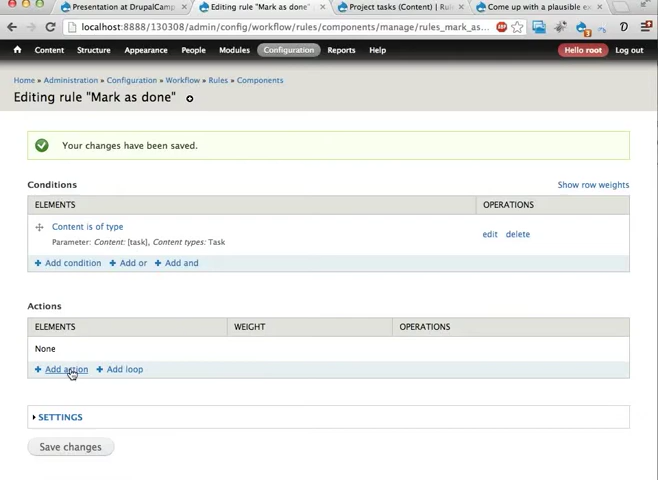 Presentation at DrupalCamp
Editing rule "Mark as done"
Project tasks (Content) | Rul
Come up with a plausible ex
localhost:8888/130308/admin/config/workflow/rules/components/manage/rules_mark_as...
ABP
3
D
Content Structure Appearance People Modules Configuration Reports Help Hello root Log out
Home » Administration » Configuration » Workflow » Rules » Components
Editing rule "Mark as done"
Your changes have been saved.
Conditions Show row weights
ELEMENTS OPERATIONS
Content is of type
edit delete
Parameter: Content: [task], Content types: Task
+ Add condition + Add or + Add and
Actions
ELEMENTS WEIGHT OPERATIONS
None
+ Add action + Add loop
SETTINGS
Save changes